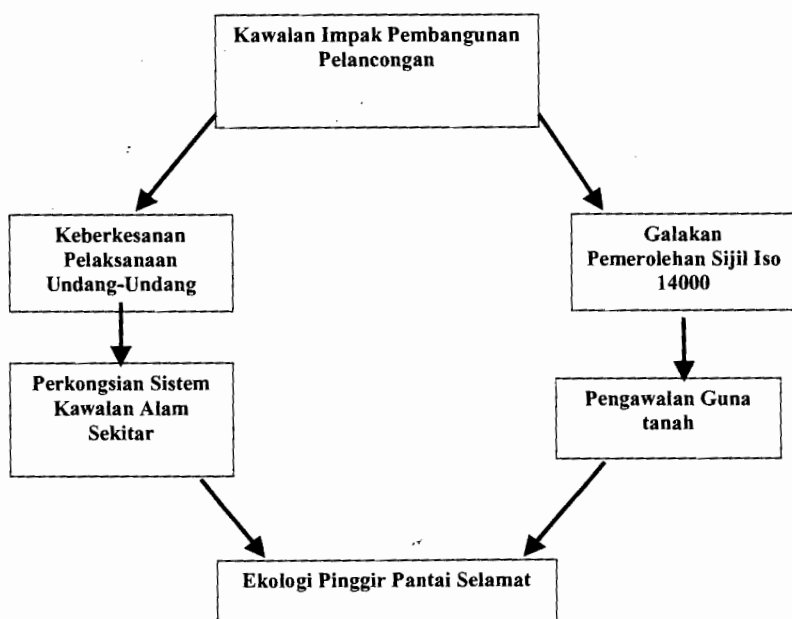 Kawalan Impak Pembangunan
Pelancongan
Keberkesanan
Pelaksanaan
Undang-Undang
Galakan
Pemerolehan Sijil Iso
14000
Perkongsian Sistem
Kawalan Alam
Sekitar
Pengawalan Guna
tanah
Ekologi Pinggir Pantai Selamat